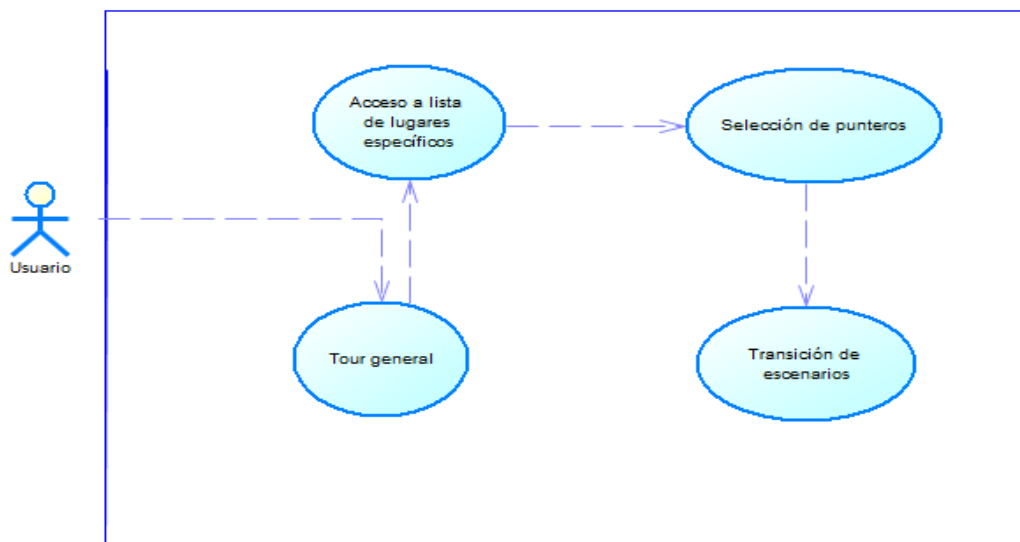 Acceso a lista
de lugares
específicos
Selección de punteros
Usuario
Tour general
Transición de
escenarios